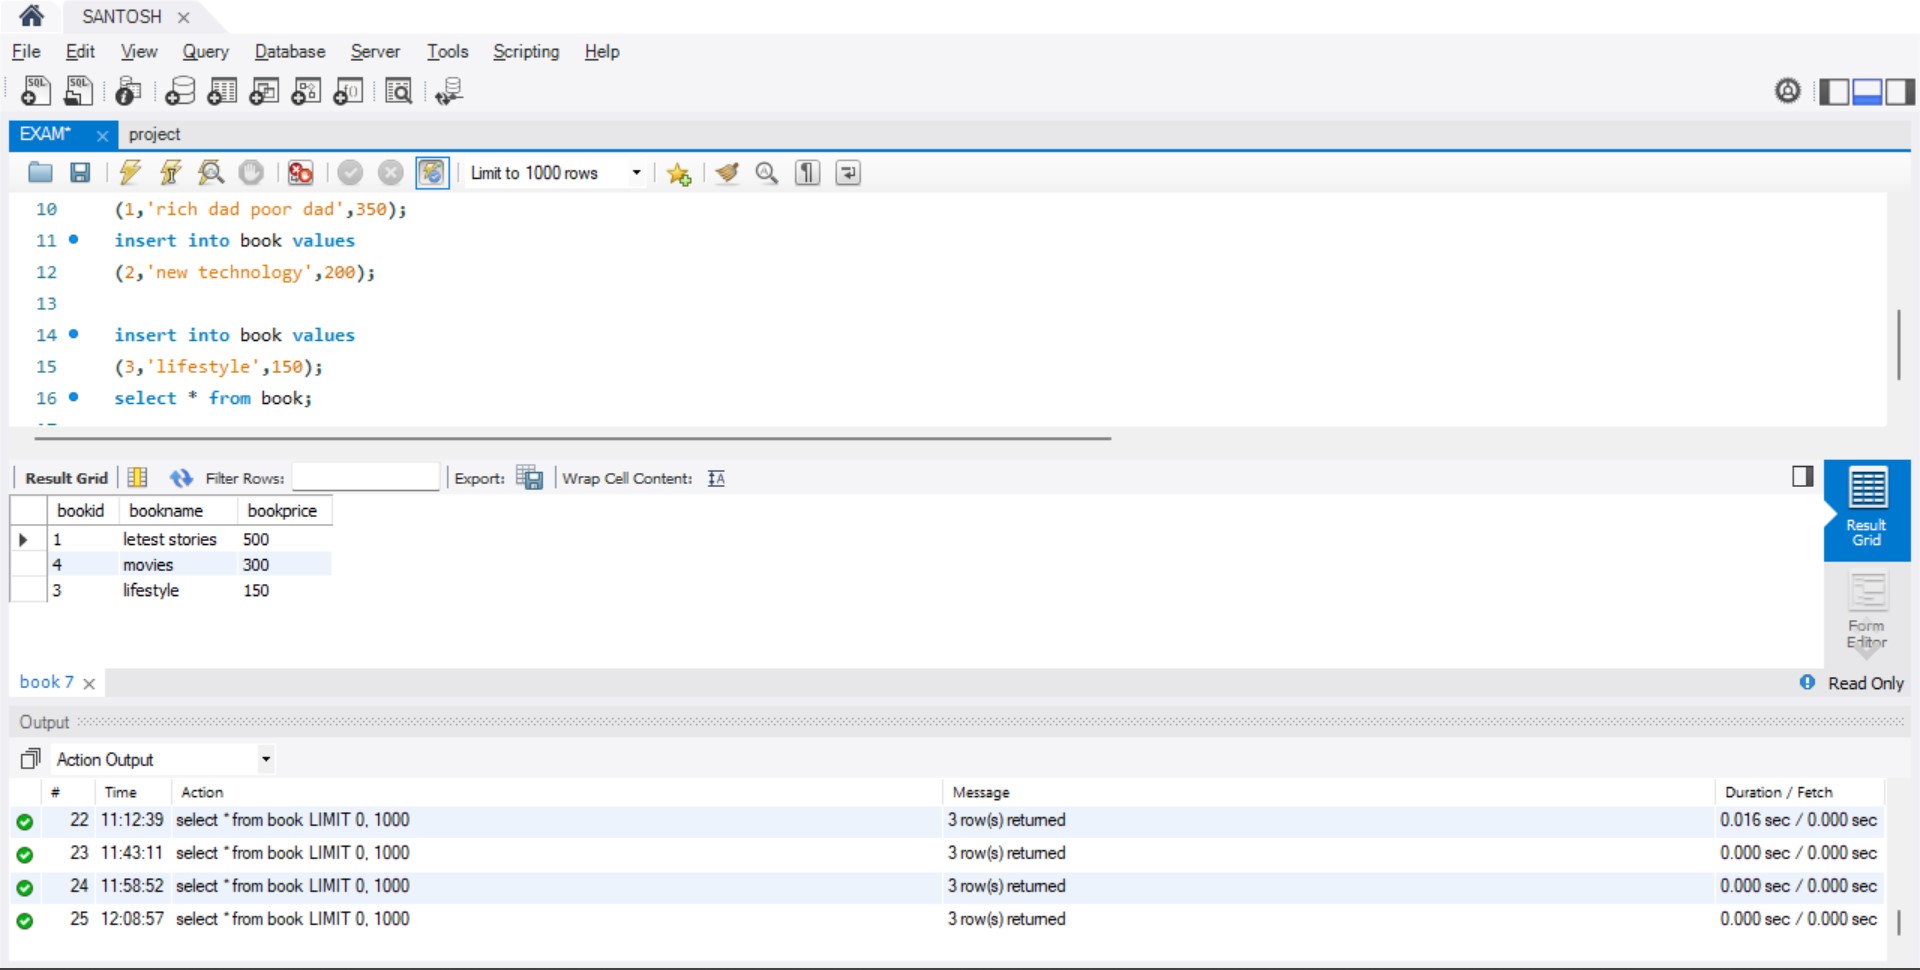 SANTOSH
File Edit View Query Database Server Tools Scripting Help
EXAM* project
Limit to 1000 rows
10 (1,'rich dad poor dad',350);
11 insert into book values
12 (2,'new technology',200);
13
14 insert into book values
15 (3,'lifestyle',150);
16 select * from book;
Result Grid Filter Rows: Export: Wrap Cell Content:
bookid bookname bookprice
1 letest stories 500
4 movies 300
3 lifestyle 150
Result
Grid
Form
Editor
book 7 Read Only
Output
Action Output
# Time Action Message Duration / Fetch
22 11:12:39 select * from book LIMIT 0, 1000 3 row(s) returned 0.016 sec / 0.000 sec
23 11:43:11 select * from book LIMIT 0, 1000 3 row(s) returned 0.000 sec / 0.000 sec
24 11:58:52 select * from book LIMIT 0, 1000 3 row(s) returned 0.000 sec / 0.000 sec
25 12:08:57 select * from book LIMIT 0, 1000 3 row(s) returned 0.000 sec / 0.000 sec